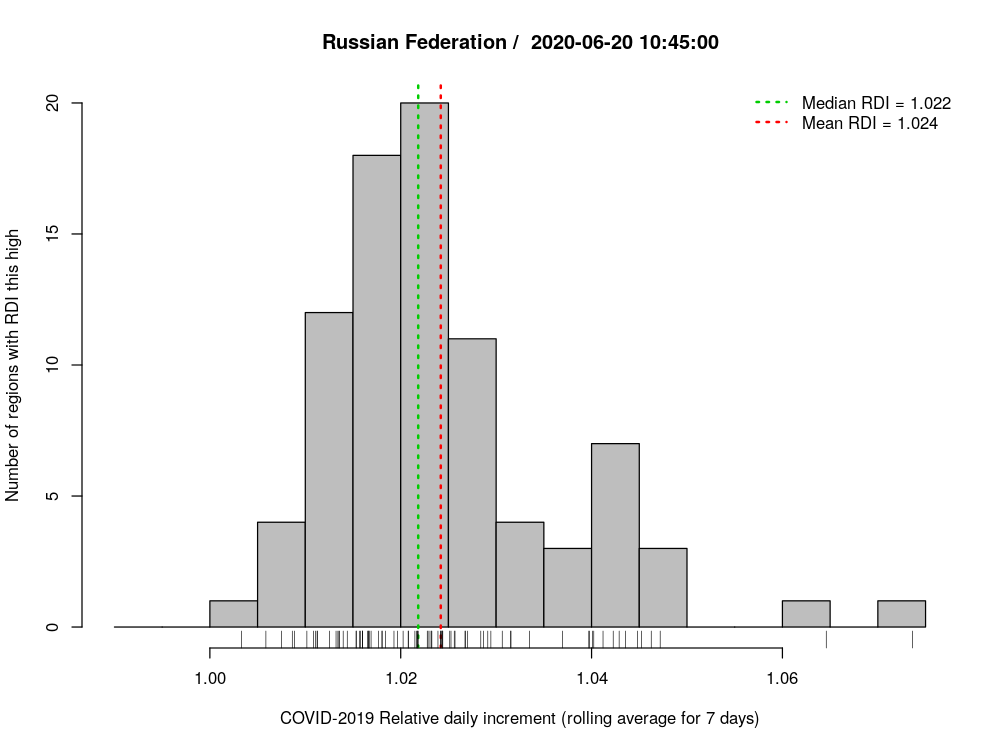 Russian Federation /  2020-06-20 10:45:00
Median RDI = 1.022
Mean RDI = 1.024
Number of regions with RDI this high
20
15
10
5
0
1.00 1.02 1.04 1.06
COVID-2019 Relative daily increment (rolling average for 7 days)